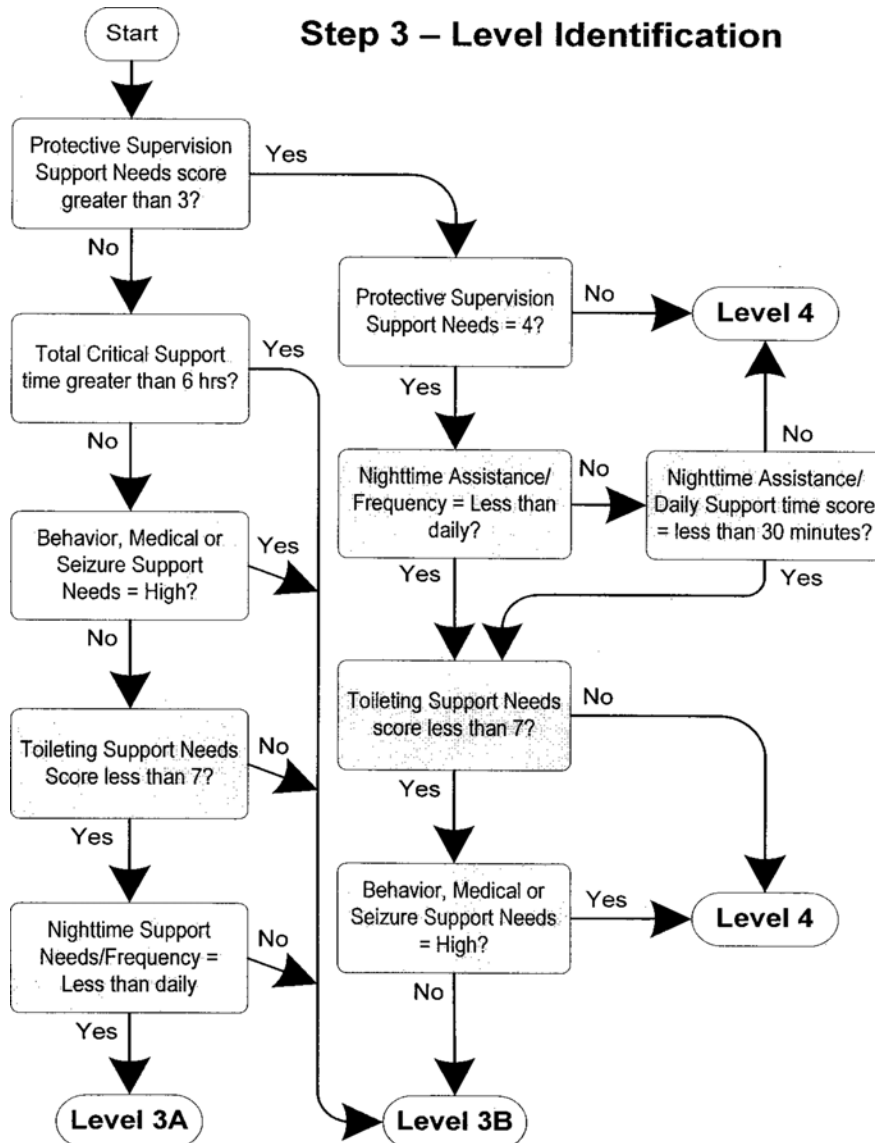 Step 3 – Level Identification
Start
Protective Supervision
Support Needs score
greater than 3?
Yes
No
Protective Supervision
Support Needs = 4?
No
Level 4
Yes
Total Critical Support
time greater than 6 hrs?
Yes
No
Nighttime Assistance/
Frequency = Less than
daily?
No
Yes
Nighttime Assistance/
Daily Support time score
= less than 30 minutes?
No
Yes
Behavior, Medical or
Seizure Support
Needs = High?
Yes
No
Toileting Support Needs
score less than 7?
No
Yes
Toileting Support Needs
Score less than 7?
No
Yes
Behavior, Medical or
Seizure Support Needs
= High?
Yes
Level 4
No
Nighttime Support
Needs/Frequency =
Less than daily
No
Yes
Level 3A
Level 3B